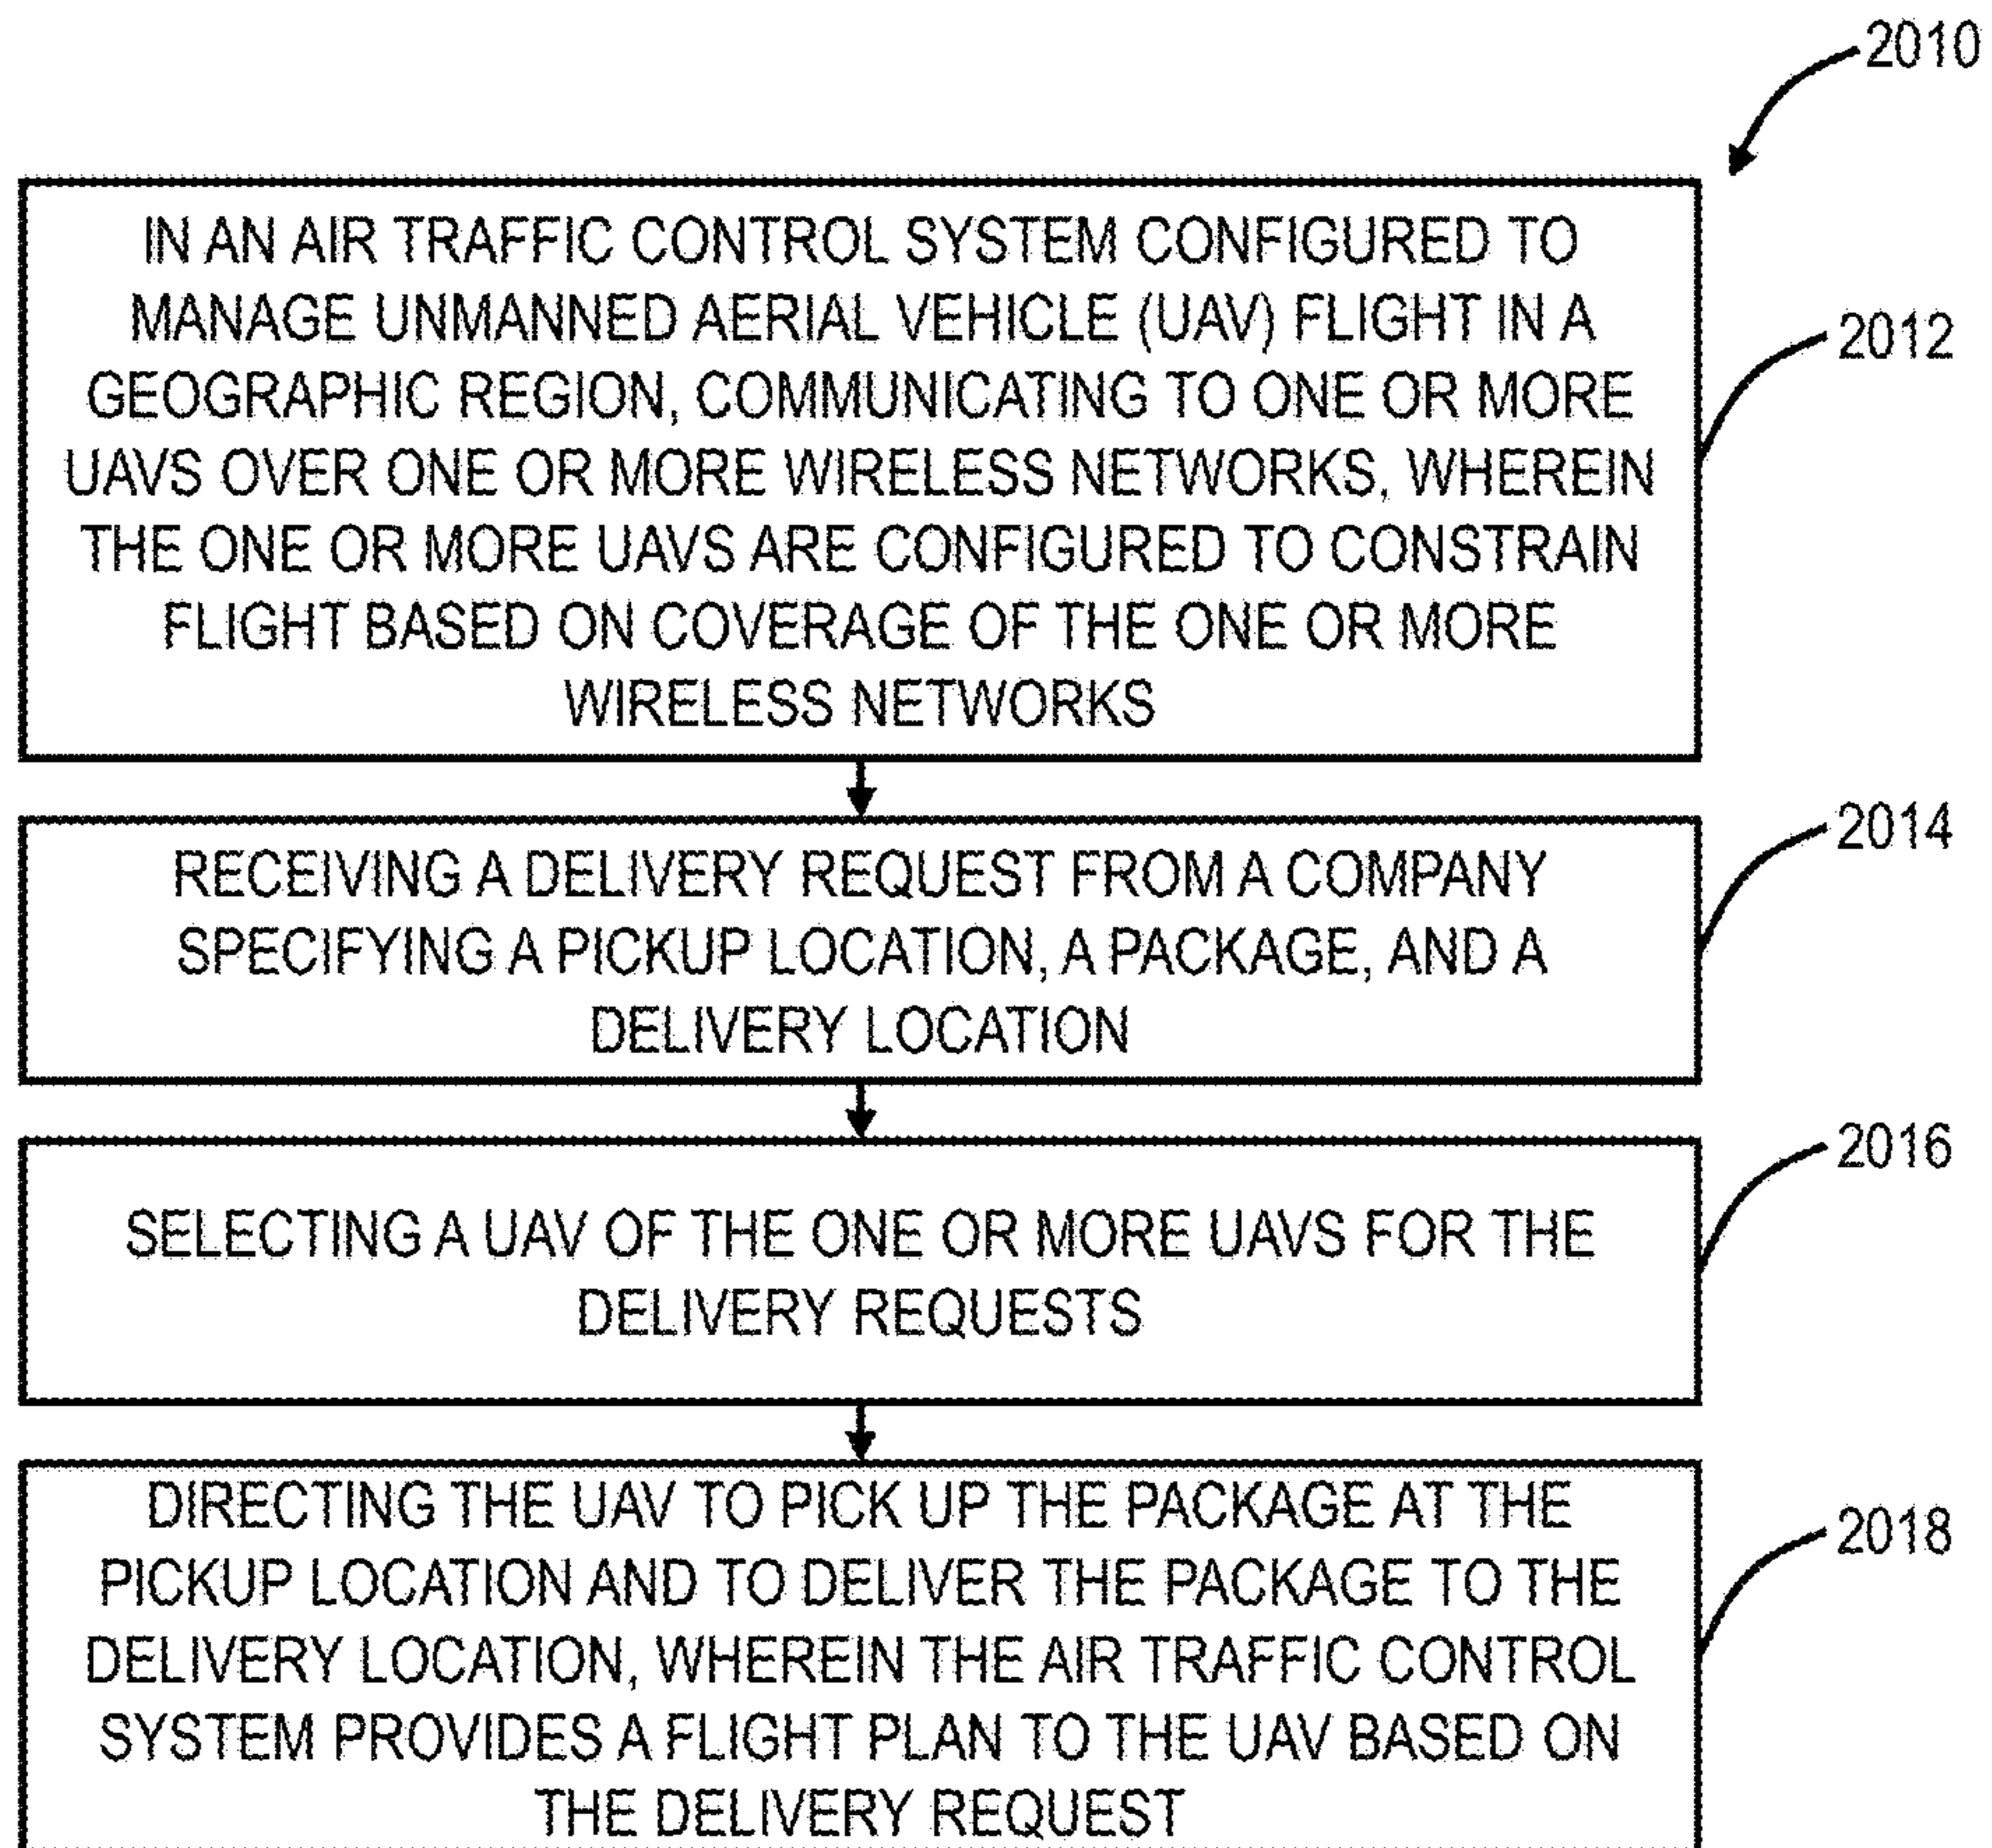 2010
IN AN AIR TRAFFIC CONTROL SYSTEM CONFIGURED TO
MANAGE UNMANNED AERIAL VEHICLE (UAV) FLIGHT IN A
GEOGRAPHIC REGION, COMMUNICATING TO ONE OR MORE
UAVS OVER ONE OR MORE WIRELESS NETWORKS, WHEREIN
THE ONE OR MORE UAVS ARE CONFIGURED TO CONSTRAIN
FLIGHT BASED ON COVERAGE OF THE ONE OR MORE
WIRELESS NETWORKS
2012
RECEIVING A DELIVERY REQUEST FROM A COMPANY
SPECIFYING A PICKUP LOCATION, A PACKAGE, AND A
DELIVERY LOCATION
2014
SELECTING A UAV OF THE ONE OR MORE UAVS FOR THE
DELIVERY REQUESTS
2016
DIRECTING THE UAV TO PICK UP THE PACKAGE AT THE
PICKUP LOCATION AND TO DELIVER THE PACKAGE TO THE
DELIVERY LOCATION, WHEREIN THE AIR TRAFFIC CONTROL
SYSTEM PROVIDES A FLIGHT PLAN TO THE UAV BASED ON
THE DELIVERY REQUEST
2018